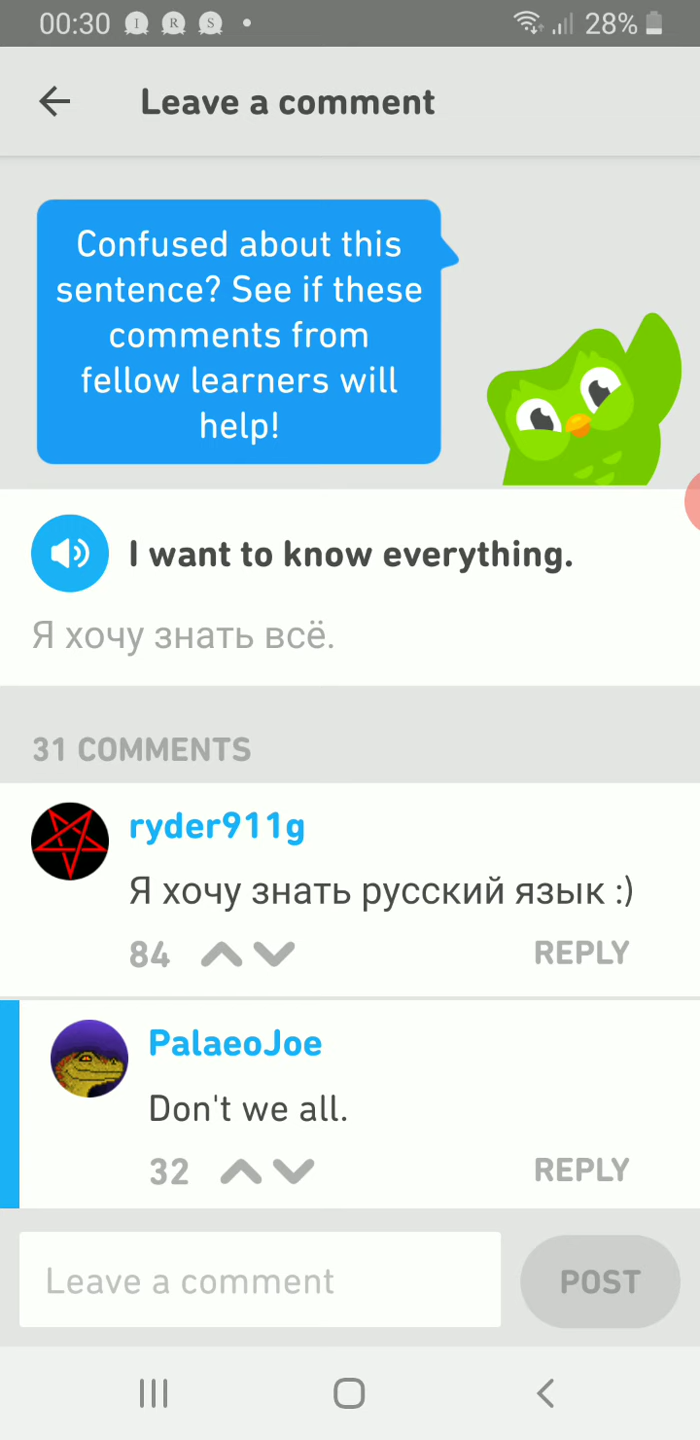 00:30 I R S • 28%
Leave a comment
Confused about this
sentence? See if these
comments from
fellow learners will
help!
I want to know everything.
Я хочу знать всё.
31 COMMENTS
ryder911g
Я хочу знать русский язык :)
84 REPLY
PalaeoJoe
Don't we all.
32 REPLY
Leave a comment POST